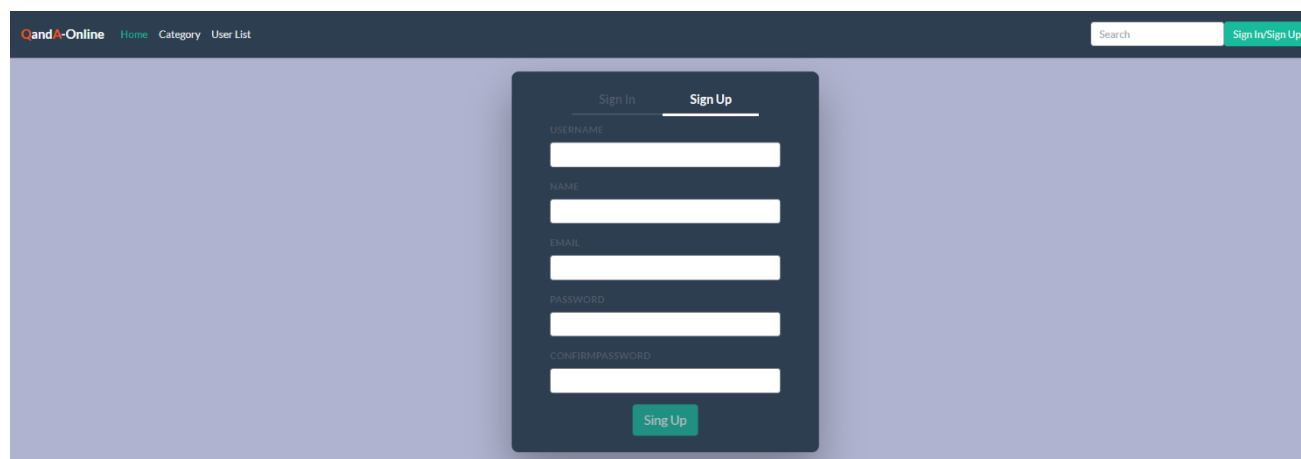 QandA-Online Home Category User List Search Sign In/Sign Up
Sign In Sign Up
USERNAME
NAME
EMAIL
PASSWORD
CONFIRMPASSWORD
Sing Up